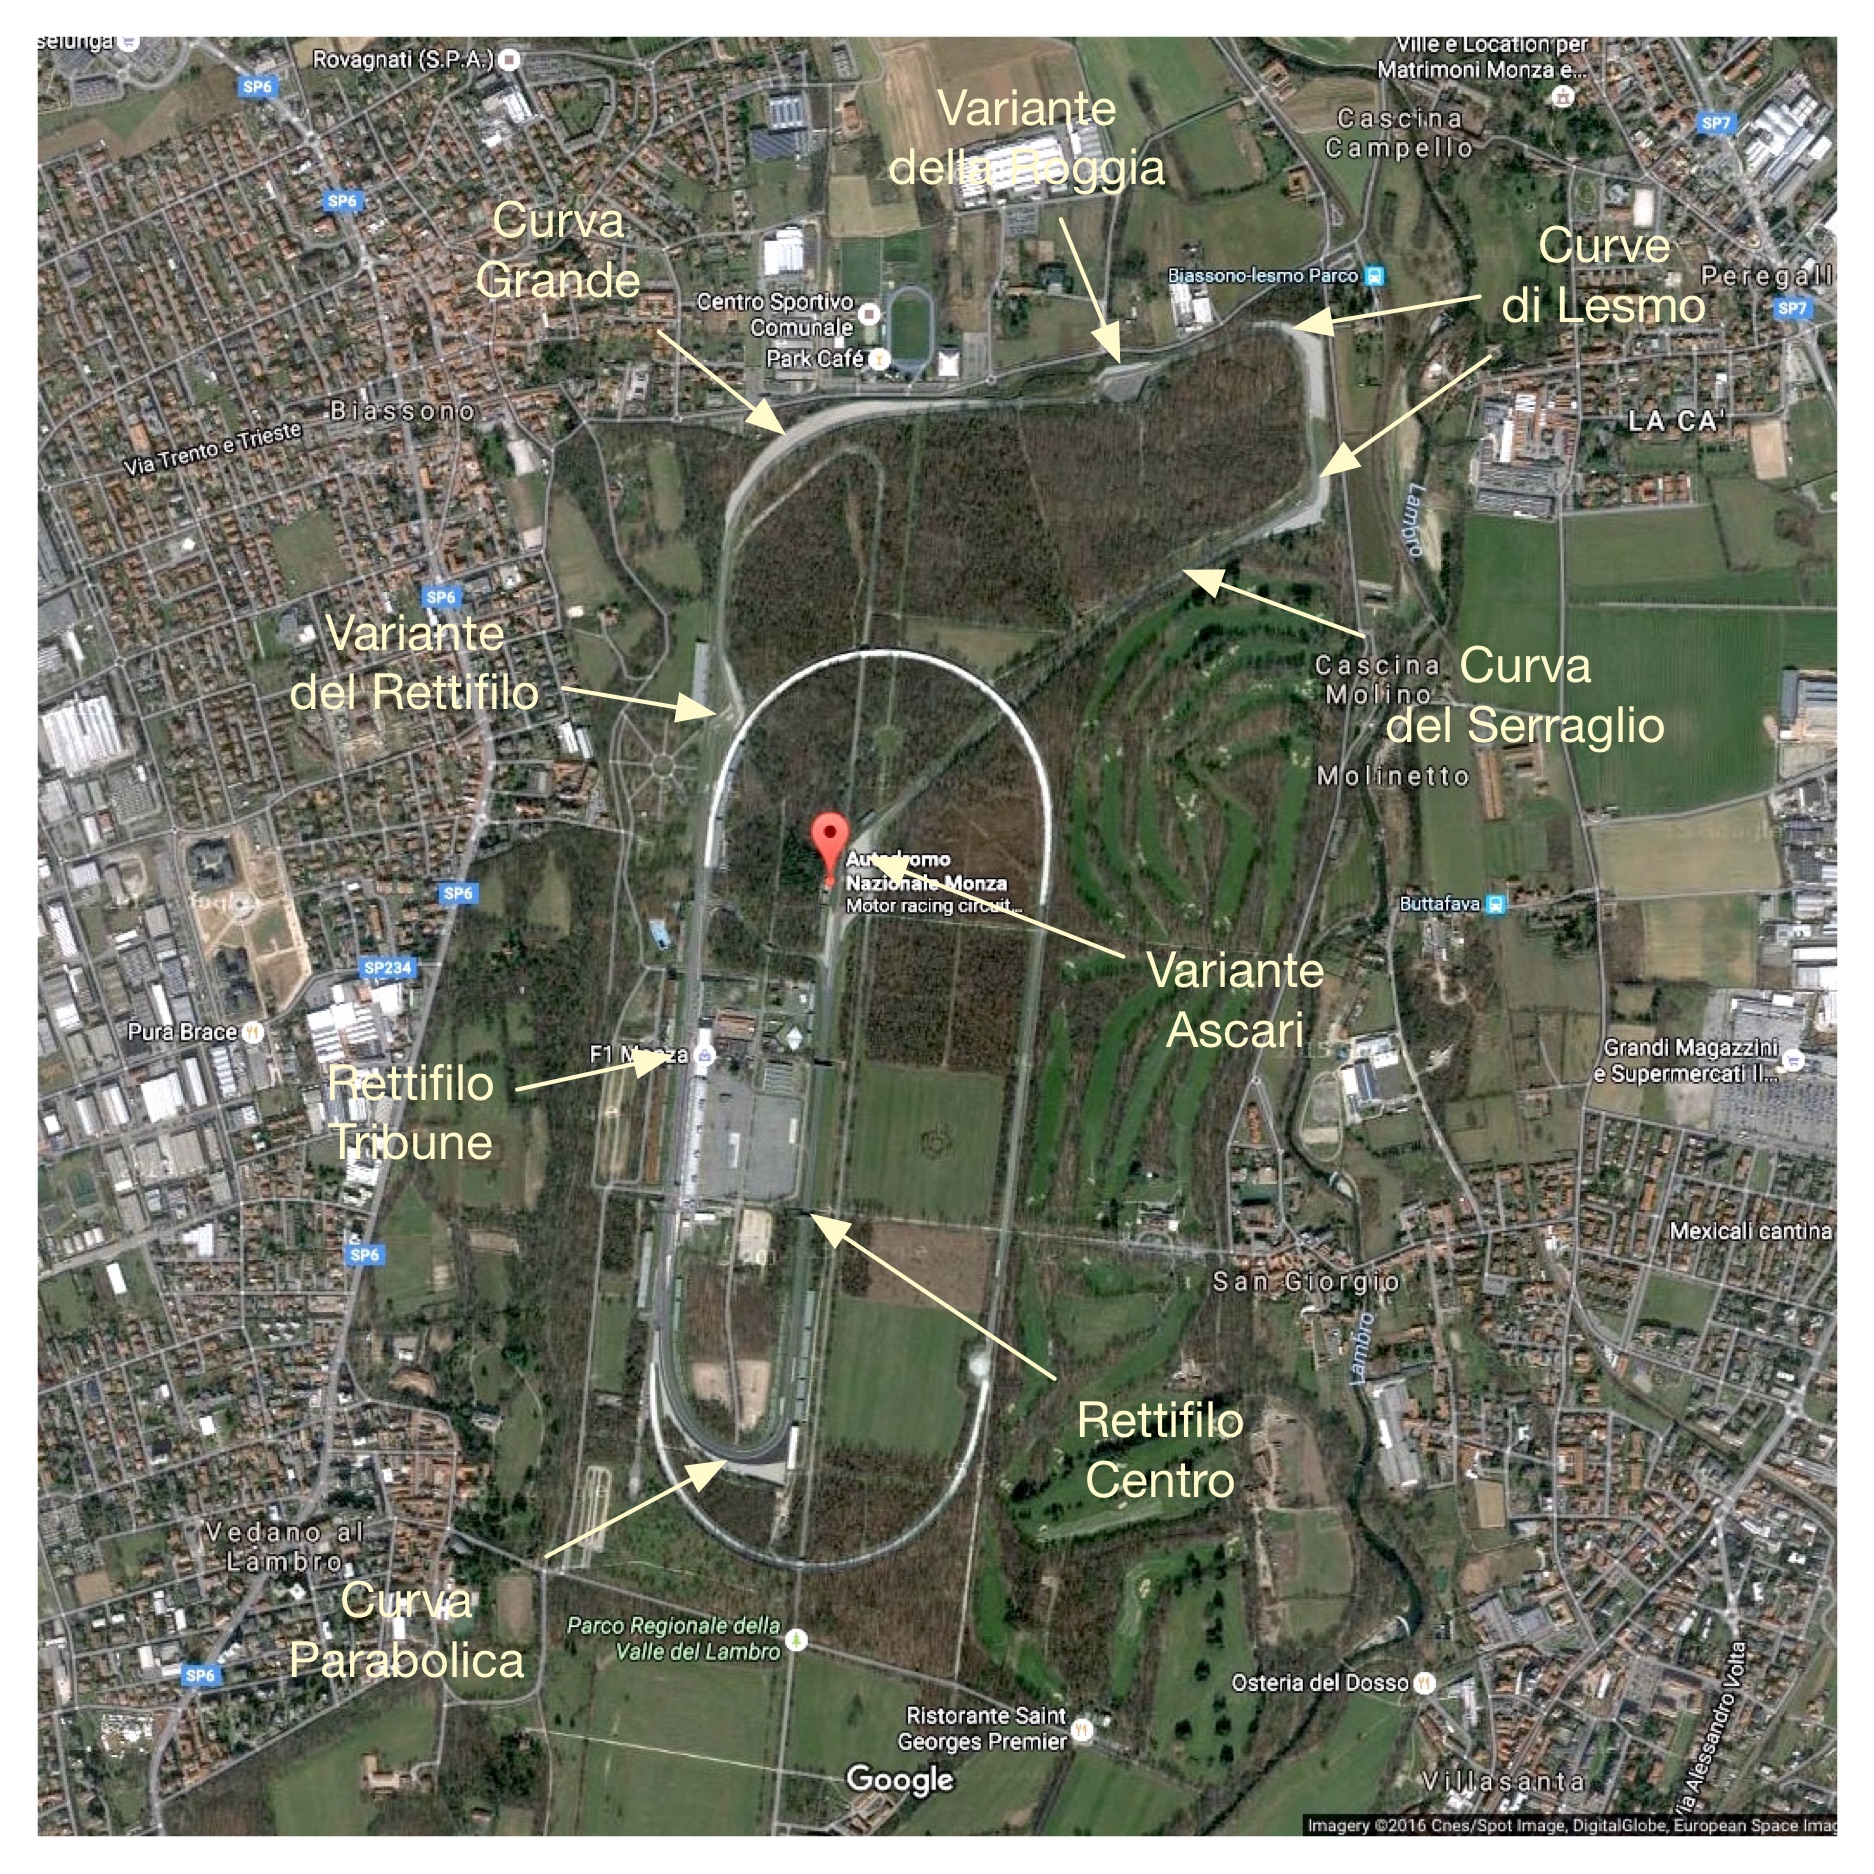 Rovagnati (S.P.A.)
SP6
Ville e Location per
Matrimoni Monza e...
Variante
della Roggia
Cascina
Campello
SP7
SP6
Curva
Grande
Curve
di Lesmo
Biassono-lesmo Parco
Peregall
SP7
Centro Sportivo
Comunale
Park Café
Biassono
Via Trento e Trieste
LA CA'
Lambro
SP6
Variante
del Rettifilo
Cascina
Molino
Curva
del Serraglio
Molinetto
Autodromo
Nazionale Monza
Motor racing circuit...
SP6
Buttafava
SP234
Variante
Ascari
Pura Brace
F1 Monza
Rettifilo
Tribune
Grandi Magazzini
e Supermercati Il...
Mexicali cantina
SP6
San Giorgio
Lambro
Rettifilo
Centro
Vedano al
Lambro
Curva
Parabolica
Parco Regionale della
Valle del Lambro
SP6
Osteria del Dosso
Via Alessandro Volta
Ristorante Saint
Georges Premier
Google
Villasanta
Imagery ©2016 Cnes/Spot Image, DigitalGlobe, European Space Imag